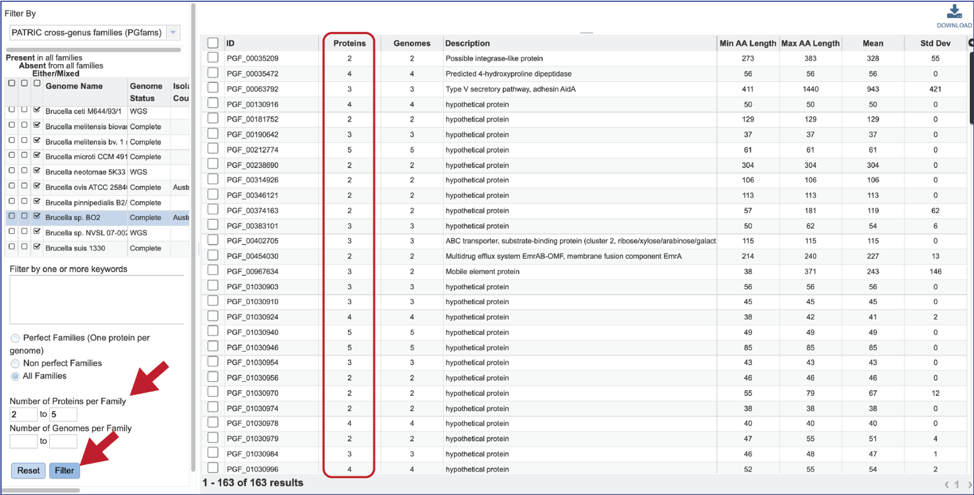 Filter By
PATRIC cross-genus families (PGfams)
Present in all families
Absent from all families
Either/Mixed
Genome Name Genome Status Isola Cou
Brucella ceti M644/93/1 WGS
Brucella melitensis biova Complete
Brucella melitensis bv. 1 Complete
Brucella microti CCM 491 Complete
Brucella neotomae 5K33 WGS
Brucella ovis ATCC 2584 Complete Austr
Brucella pinnipedialis B2/ Complete
Brucella sp. BO2 Complete Austr
Brucella sp. NVSL 07-002 WGS
Brucella suis 1330 Complete
Filter by one or more keywords
Perfect Families (One protein per
genome)
Non perfect Families
All Families
Number of Proteins per Family
2 to 5
Number of Genomes per Family
to
Reset Filter
DOWNLOAD
ID Proteins Genomes Description Min AA Length Max AA Length Mean Std Dev
PGF_00035209 2 2 Possible integrase-like protein 273 383 328 55
PGF_00035472 4 4 Predicted 4-hydroxyproline dipeptidase 56 56 56 0
PGF_00063792 3 3 Type V secretory pathway, adhesin AidA 411 1440 943 421
PGF_00130916 4 4 hypothetical protein 50 50 50 0
PGF_00181752 2 2 hypothetical protein 129 129 129 0
PGF_00190642 3 3 hypothetical protein 37 37 37 0
PGF_00212774 5 5 hypothetical protein 61 61 61 0
PGF_00238690 2 2 hypothetical protein 304 304 304 0
PGF_00314926 2 2 hypothetical protein 106 106 106 0
PGF_00346121 2 2 hypothetical protein 113 113 113 0
PGF_00374163 2 2 hypothetical protein 57 181 119 62
PGF_00383101 3 3 hypothetical protein 50 62 54 6
PGF_00402705 3 3 ABC transporter, substrate-binding protein (cluster 2, ribose/xylose/arabinose/galact 115 115 115 0
PGF_00454030 2 2 Multidrug efflux system EmrAB-OMF, membrane fusion component EmrA 214 240 227 13
PGF_00967634 3 2 Mobile element protein 38 371 243 146
PGF_01030903 3 3 hypothetical protein 56 56 56 0
PGF_01030910 3 3 hypothetical protein 45 45 45 0
PGF_01030924 4 4 hypothetical protein 38 42 41 2
PGF_01030940 5 5 hypothetical protein 49 49 49 0
PGF_01030946 5 5 hypothetical protein 85 85 85 0
PGF_01030954 3 3 hypothetical protein 43 43 43 0
PGF_01030956 2 2 hypothetical protein 46 46 46 0
PGF_01030970 2 2 hypothetical protein 55 79 67 12
PGF_01030974 2 2 hypothetical protein 38 38 38 0
PGF_01030978 4 4 hypothetical protein 40 40 40 0
PGF_01030979 2 2 hypothetical protein 47 55 51 4
PGF_01030984 3 3 hypothetical protein 46 48 47 1
PGF_01030996 4 4 hypothetical protein 52 55 54 2
1 - 163 of 163 results
1